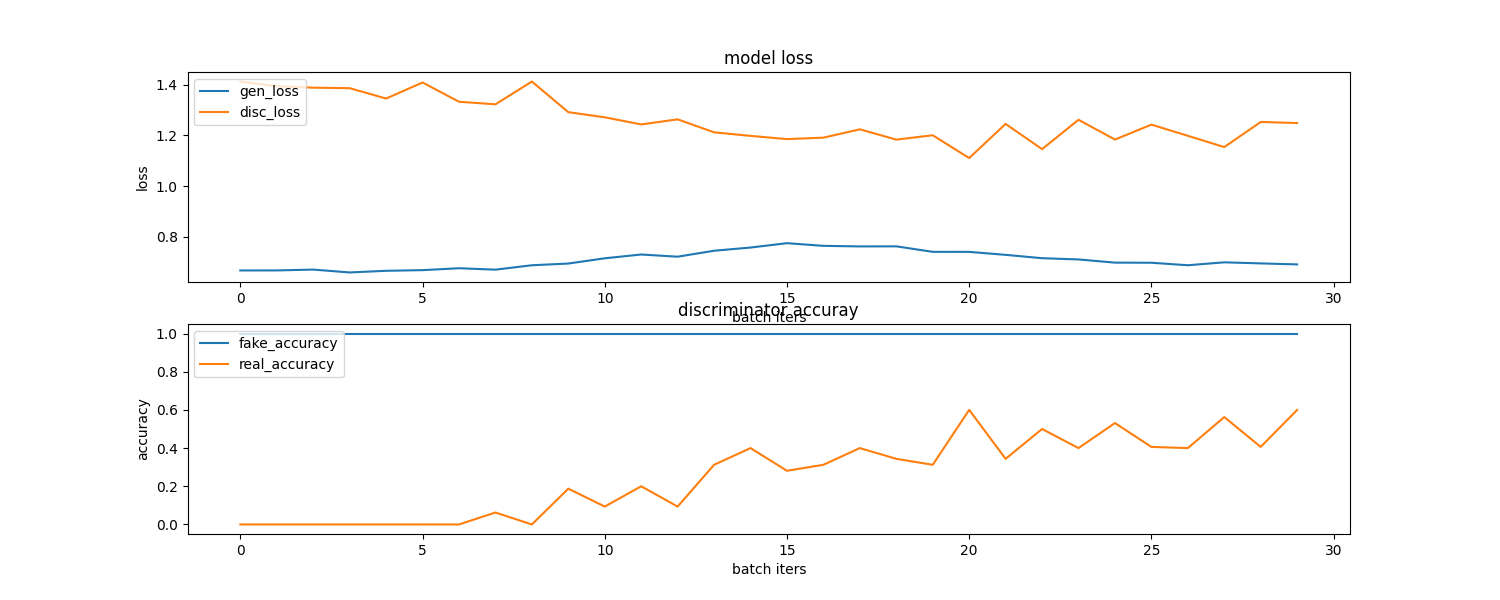 model loss
1.4
1.2
1.0
0.8
loss
gen_loss
disc_loss
0 5 10 15 20 25 30
batch iters
discriminator accuray
1.0
0.8
0.6
0.4
0.2
0.0
accuracy
fake_accuracy
real_accuracy
0 5 10 15 20 25 30
batch iters